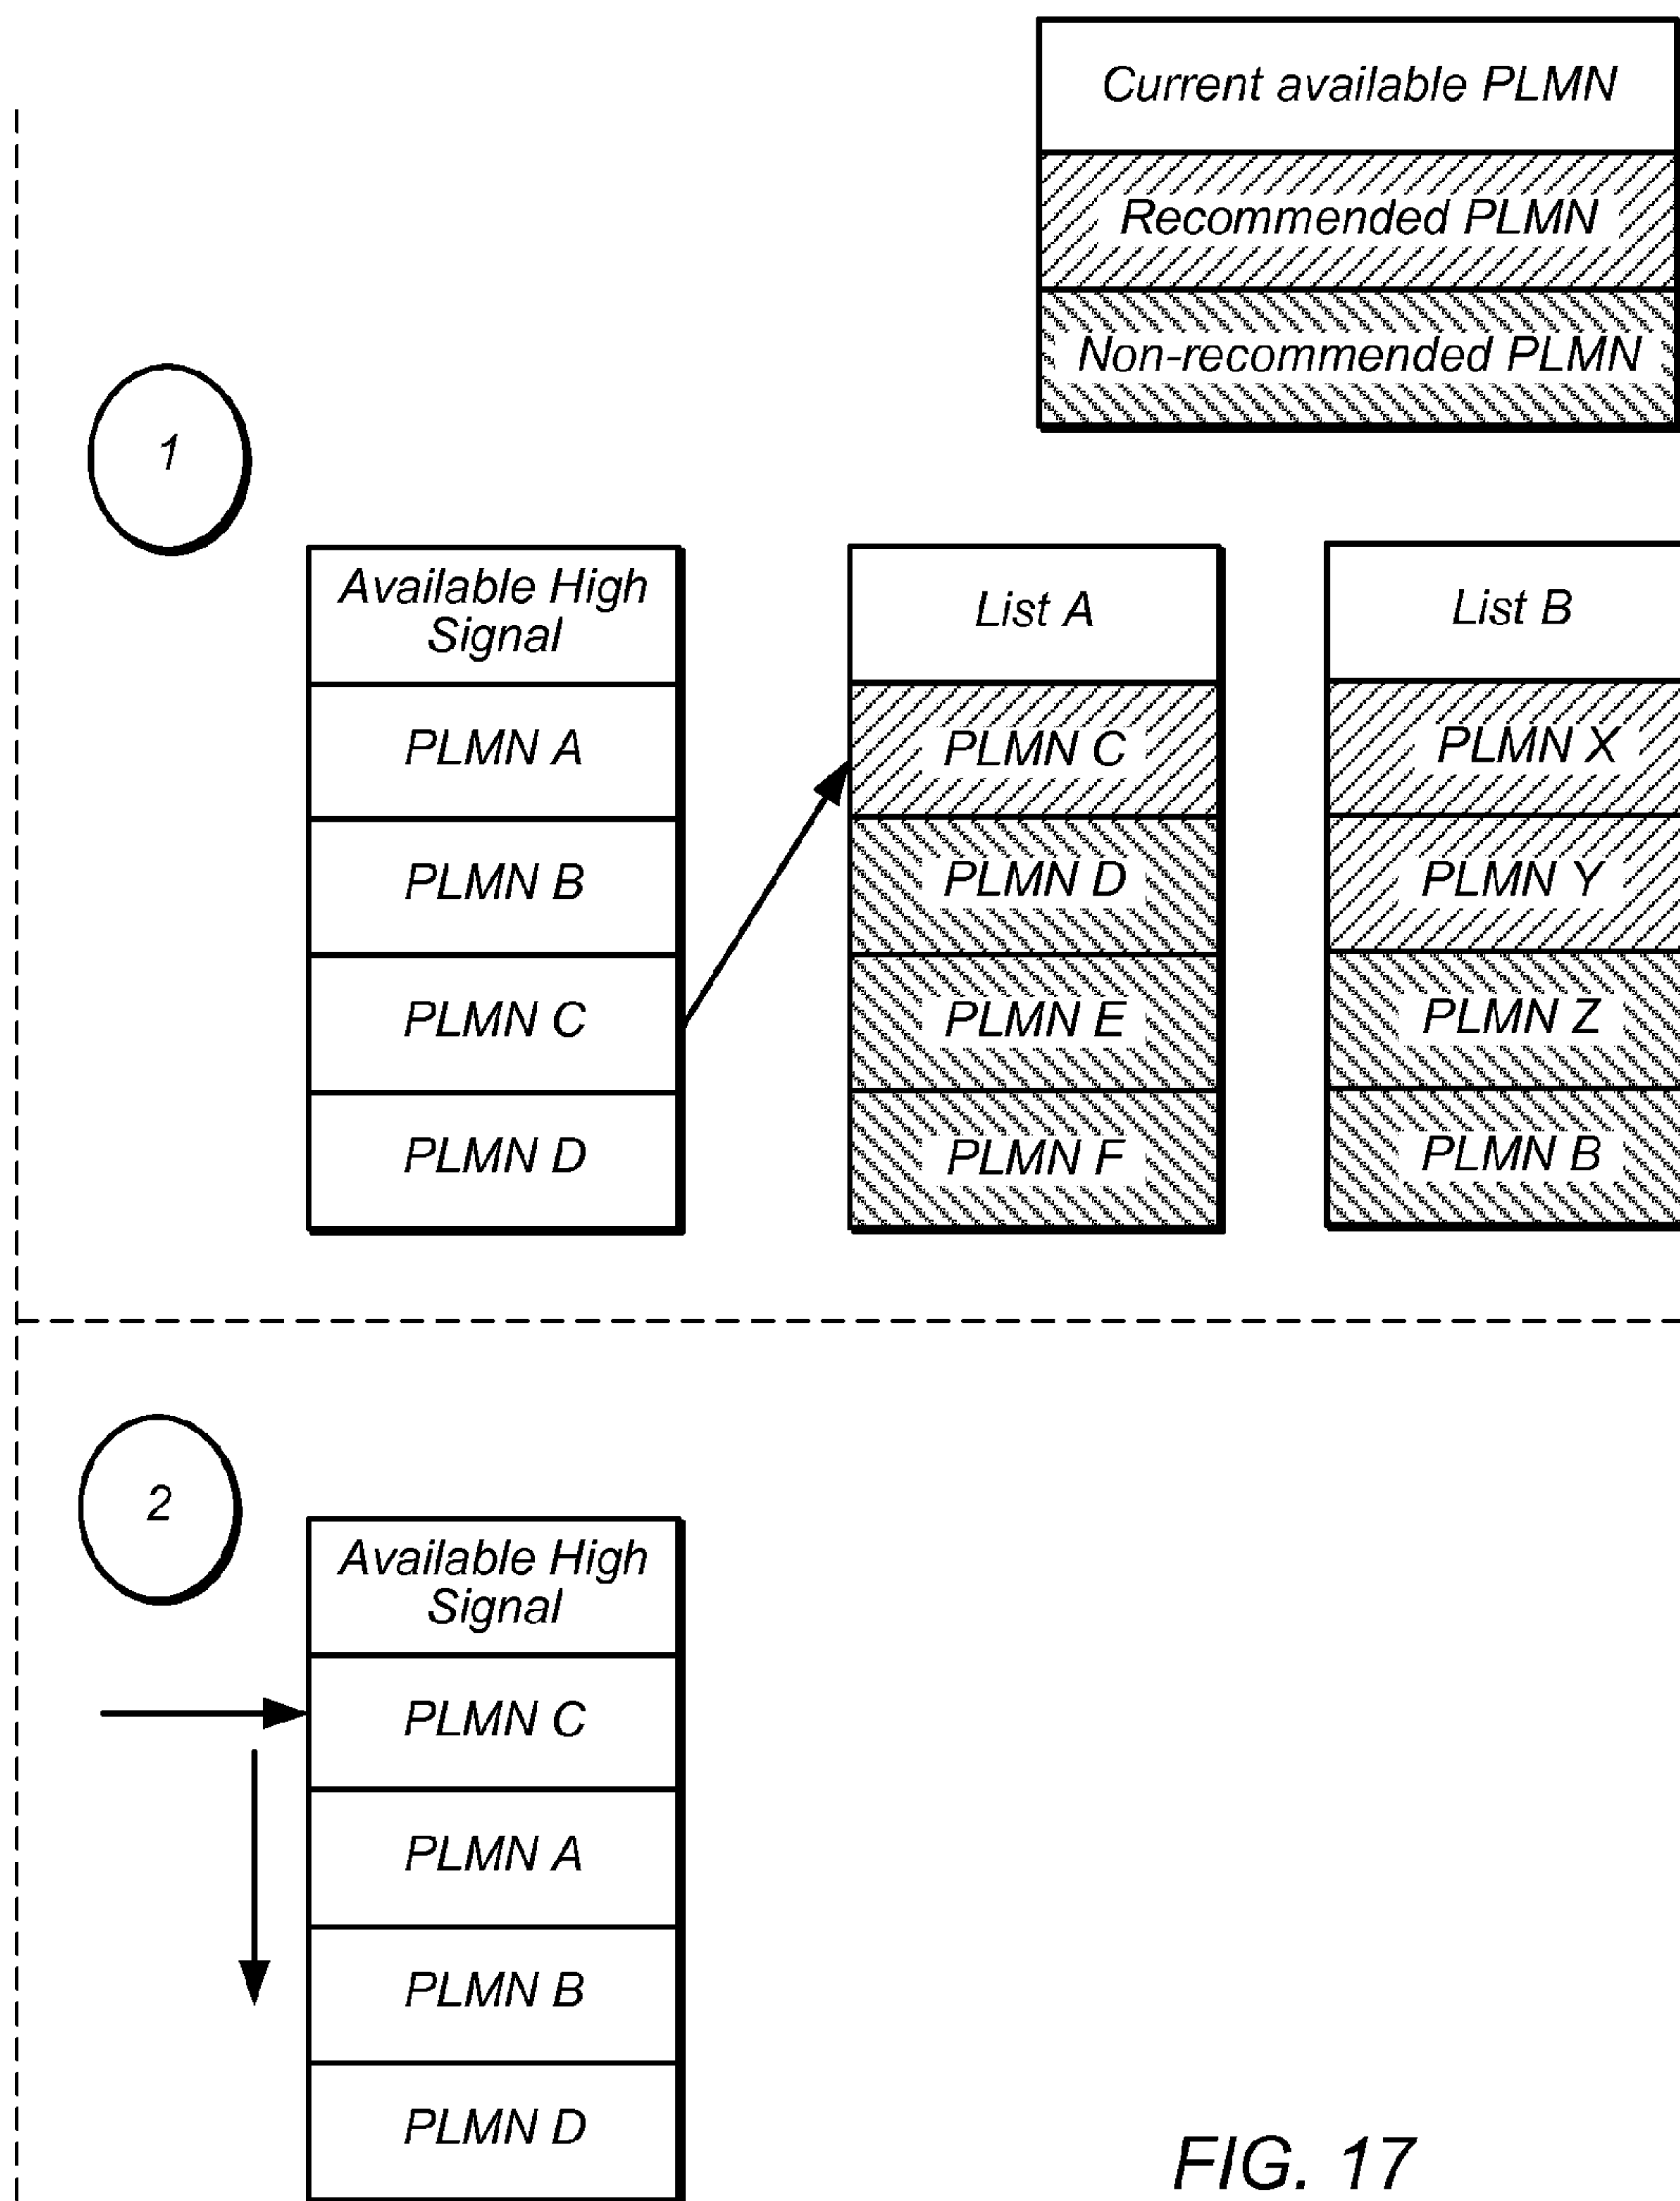 Current available PLMN
Recommended PLMN
Non-recommended PLMN
1
Available High
Signal
PLMN A
PLMN B
PLMN C
PLMN D
List A
PLMN C
PLMN D
PLMN E
PLMN F
List B
PLMN X
PLMN Y
PLMN Z
PLMN B
2
Available High
Signal
PLMN C
PLMN A
PLMN B
PLMN D
FIG. 17